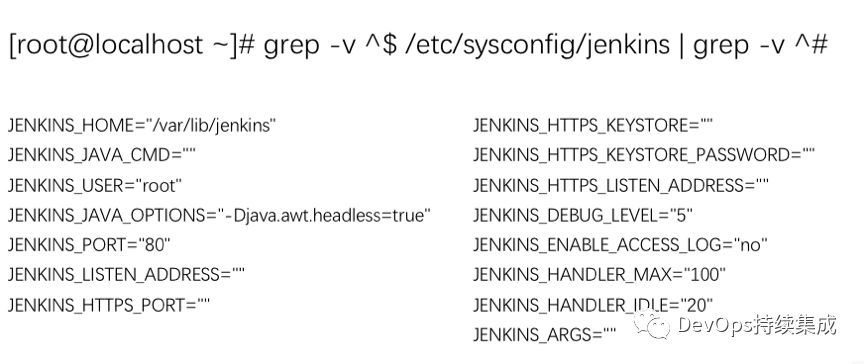 [root@localhost ~]# grep -v ^$ /etc/sysconfig/jenkins | grep -v ^#
JENKINS_HOME="/var/lib/jenkins"
JENKINS_JAVA_CMD=""
JENKINS_USER="root"
JENKINS_JAVA_OPTIONS="-Djava.awt.headless=true"
JENKINS_PORT="80"
JENKINS_LISTEN_ADDRESS=""
JENKINS_HTTPS_PORT=""
JENKINS_HTTPS_KEYSTORE=""
JENKINS_HTTPS_KEYSTORE_PASSWORD=""
JENKINS_HTTPS_LISTEN_ADDRESS=""
JENKINS_DEBUG_LEVEL="5"
JENKINS_ENABLE_ACCESS_LOG="no"
JENKINS_HANDLER_MAX="100"
JENKINS_HANDLER_IDLE="20"
JENKINS_ARGS=""
DevOps持续集成